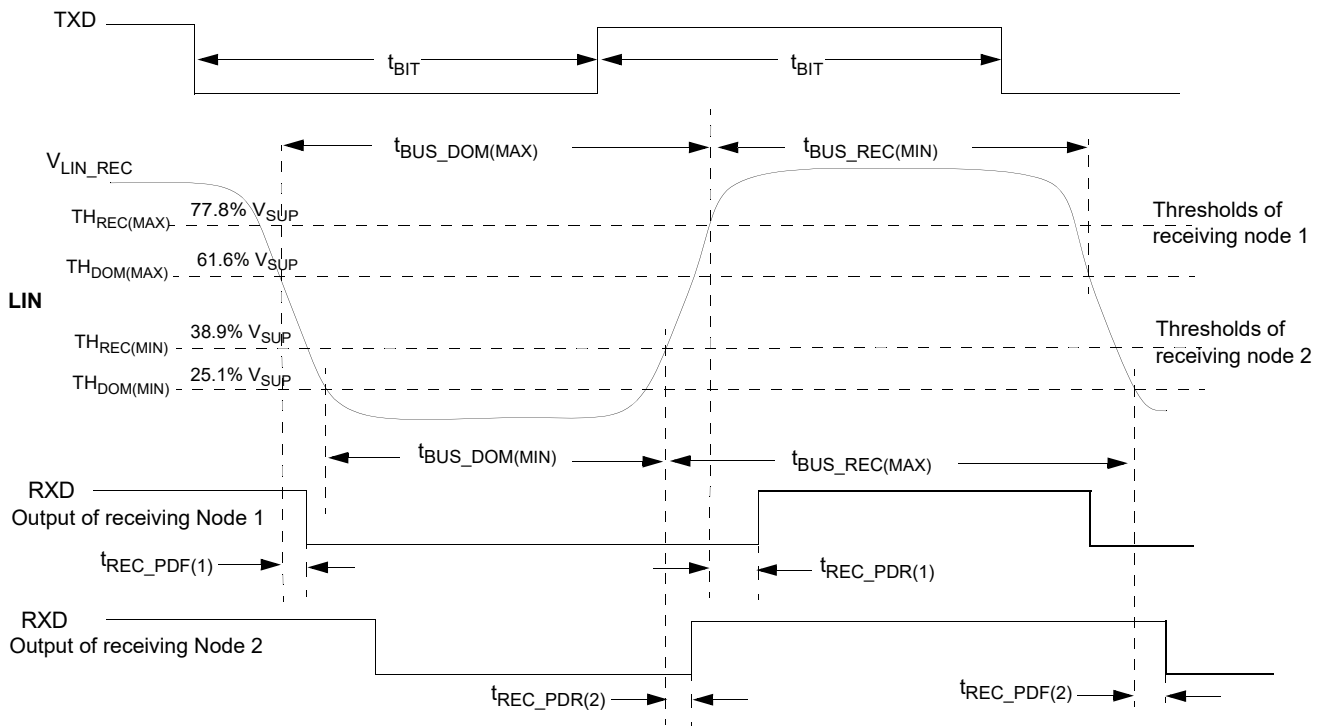 TXD
tBIT
tBIT
tBUS_DOM(MAX)
tBUS_REC(MIN)
VLIN_REC
THREC(MAX)
77.8% VSUP
Thresholds of
receiving node 1
THDOM(MAX)
61.6% VSUP
LIN
THREC(MIN)
38.9% VSUP
Thresholds of
receiving node 2
THDOM(MIN)
25.1% VSUP
tBUS_DOM(MIN)
tBUS_REC(MAX)
RXD
Output of receiving Node 1
tREC_PDF(1)
tREC_PDR(1)
RXD
Output of receiving Node 2
tREC_PDR(2)
tREC_PDF(2)